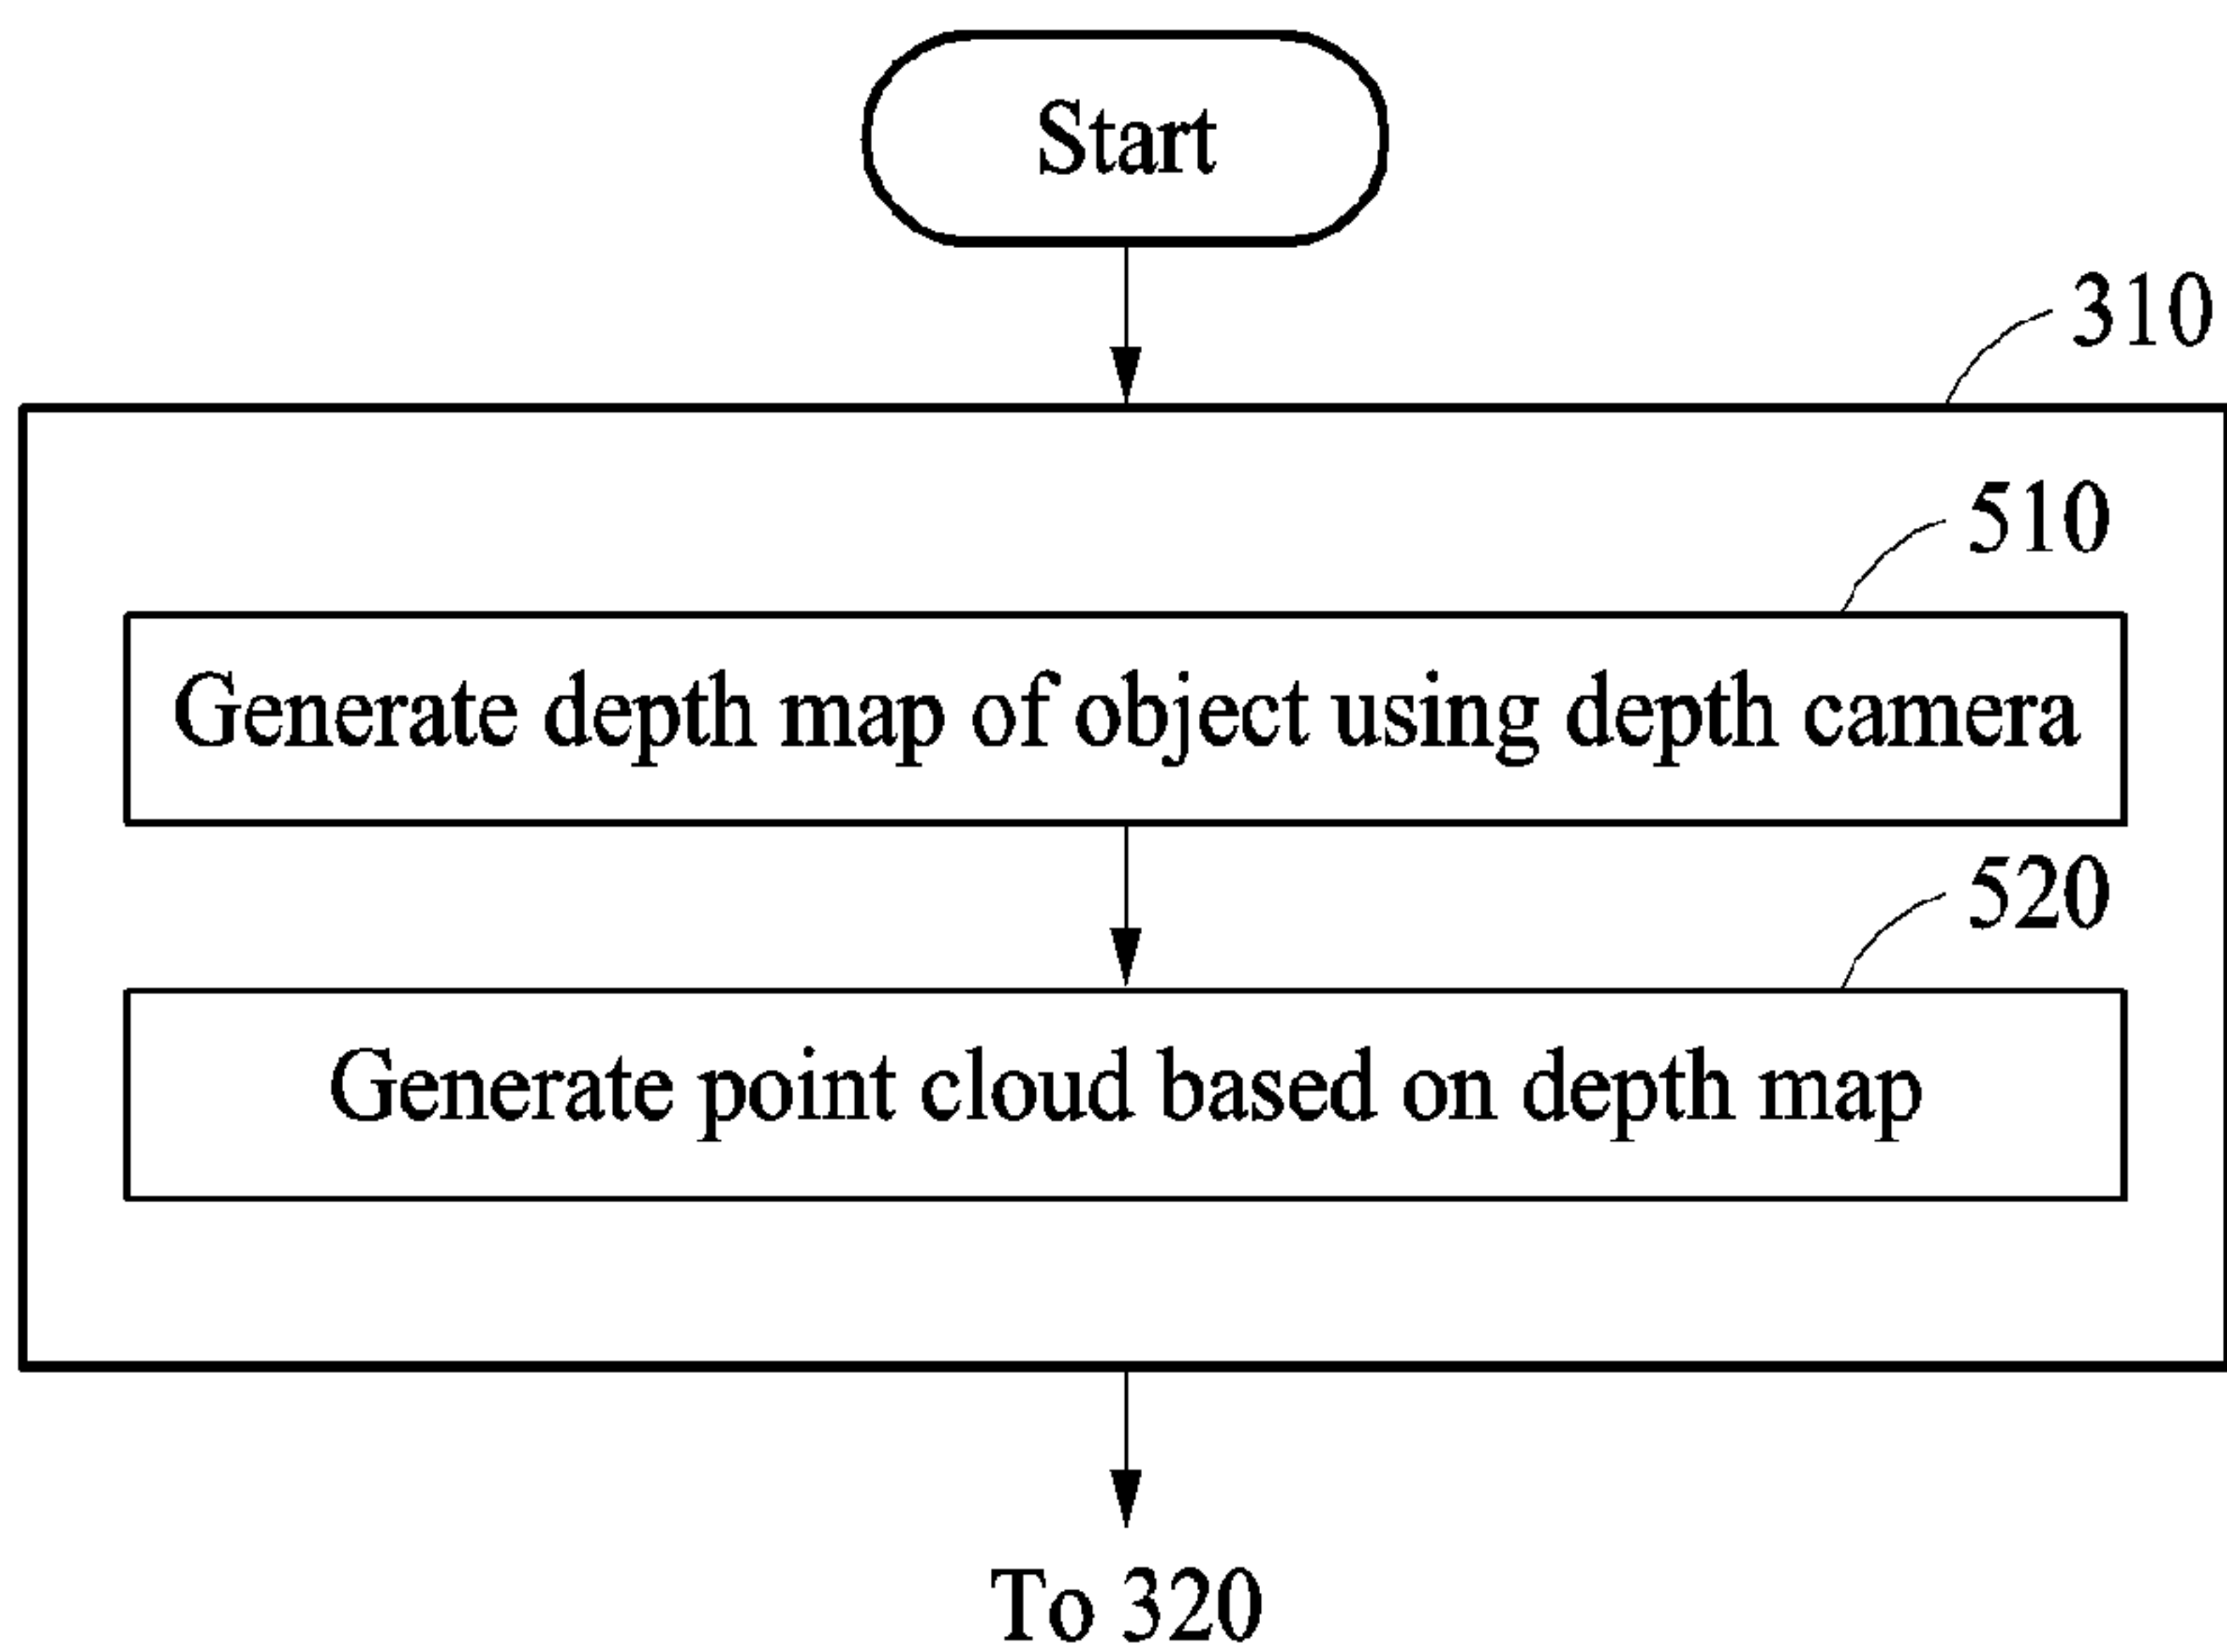 Start
310
510
Generate depth map of object using depth camera
520
Generate point cloud based on depth map
To 320